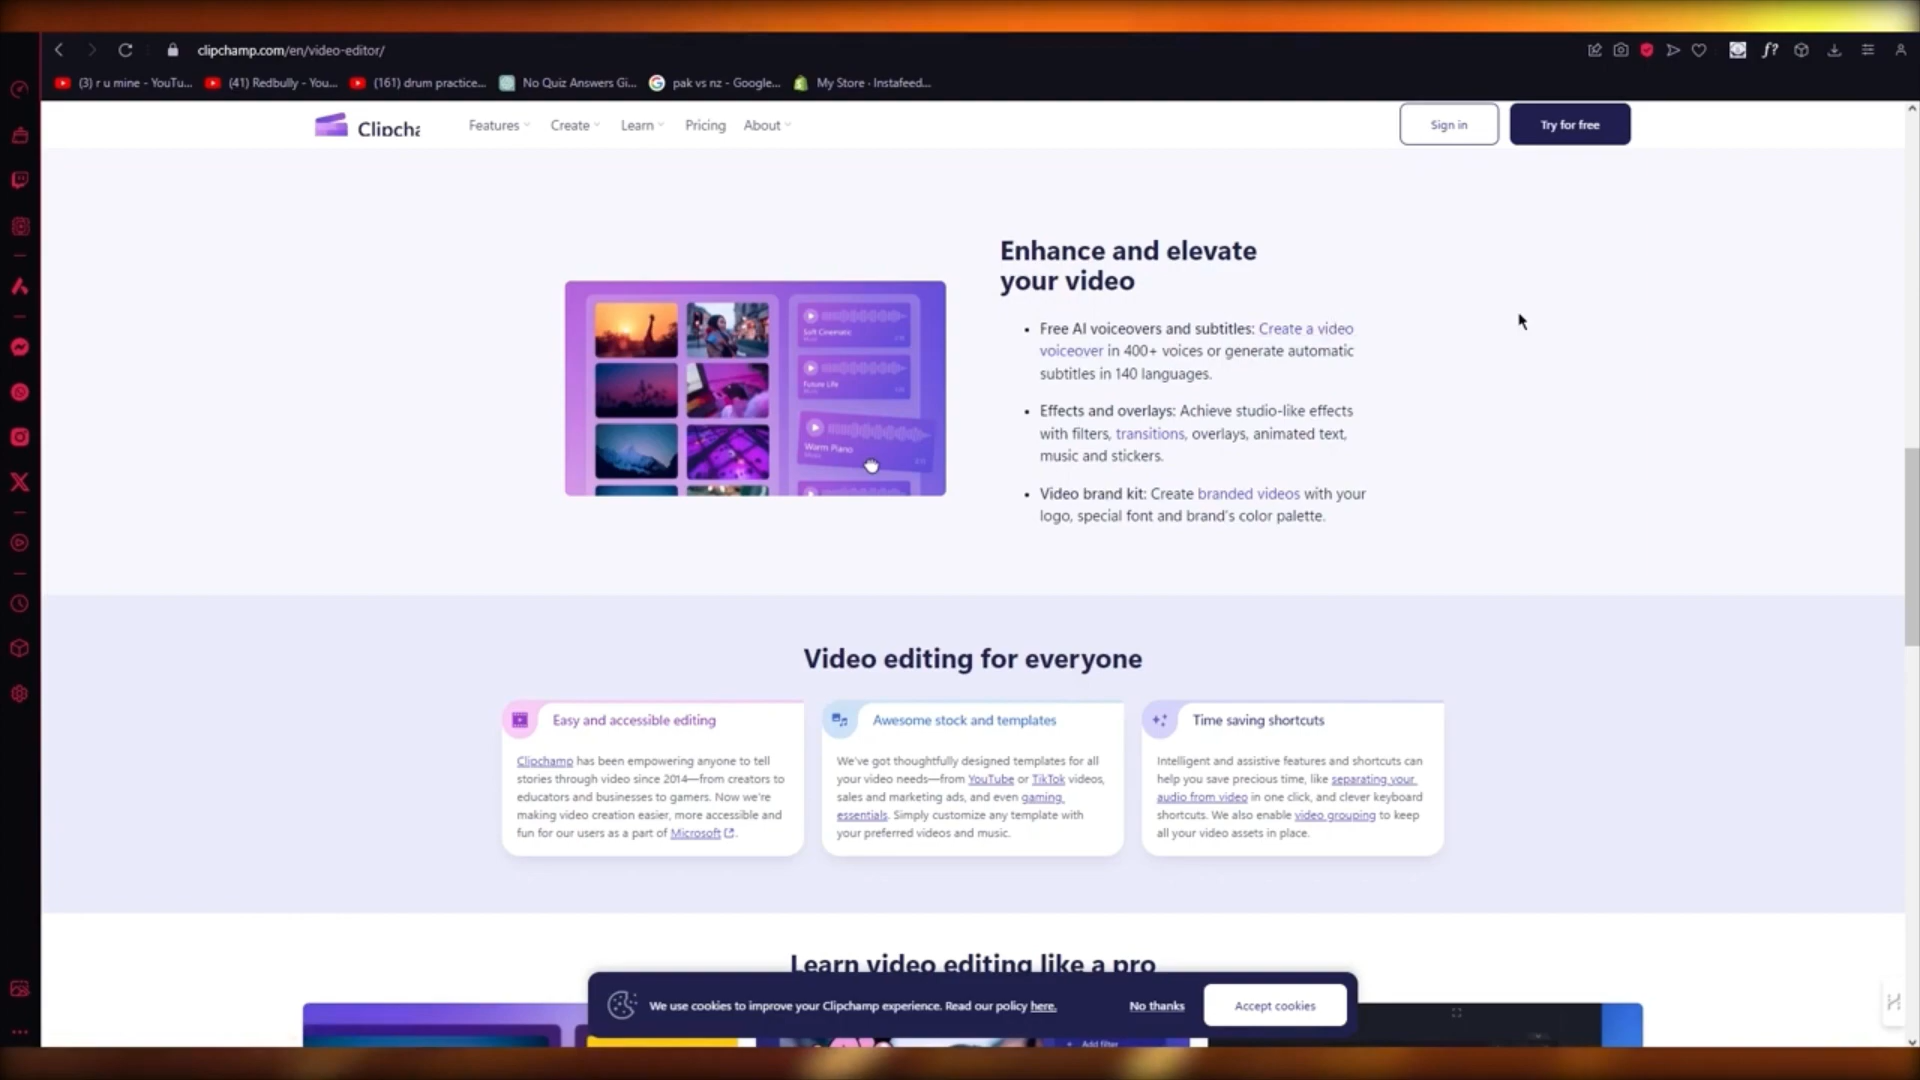 clipchamp.com/en/video-editor/
(3) r u mine - YouTu...
(41) Redbully - You...
(161) drum practice...
No Quiz Answers Gi...
pak vs nz - Google...
My Store · Instafeed...
Clipcha
Features
Create
Learn
Pricing
About
Sign in
Try for free
Enhance and elevate
your video
Soft Cinematic
Music
Future Life
Music
Warm Piano
Music
• Free AI voiceovers and subtitles: Create a video
voiceover in 400+ voices or generate automatic
subtitles in 140 languages.
• Effects and overlays: Achieve studio-like effects
with filters, transitions, overlays, animated text,
music and stickers.
• Video brand kit: Create branded videos with your
logo, special font and brand's color palette.
Video editing for everyone
Easy and accessible editing
Clipchamp has been empowering anyone to tell
stories through video since 2014—from creators to
educators and businesses to gamers. Now we're
making video creation easier, more accessible and
fun for our users as a part of Microsoft.
Awesome stock and templates
We've got thoughtfully designed templates for all
your video needs—from YouTube or TikTok videos,
sales and marketing ads, and even gaming
essentials. Simply customize any template with
your preferred videos and music.
Time saving shortcuts
Intelligent and assistive features and shortcuts can
help you save precious time, like separating your
audio from video in one click, and clever keyboard
shortcuts. We also enable video grouping to keep
all your video assets in place.
Learn video editing like a pro
We use cookies to improve your Clipchamp experience. Read our policy here.
No thanks
Accept cookies
+ Add filter